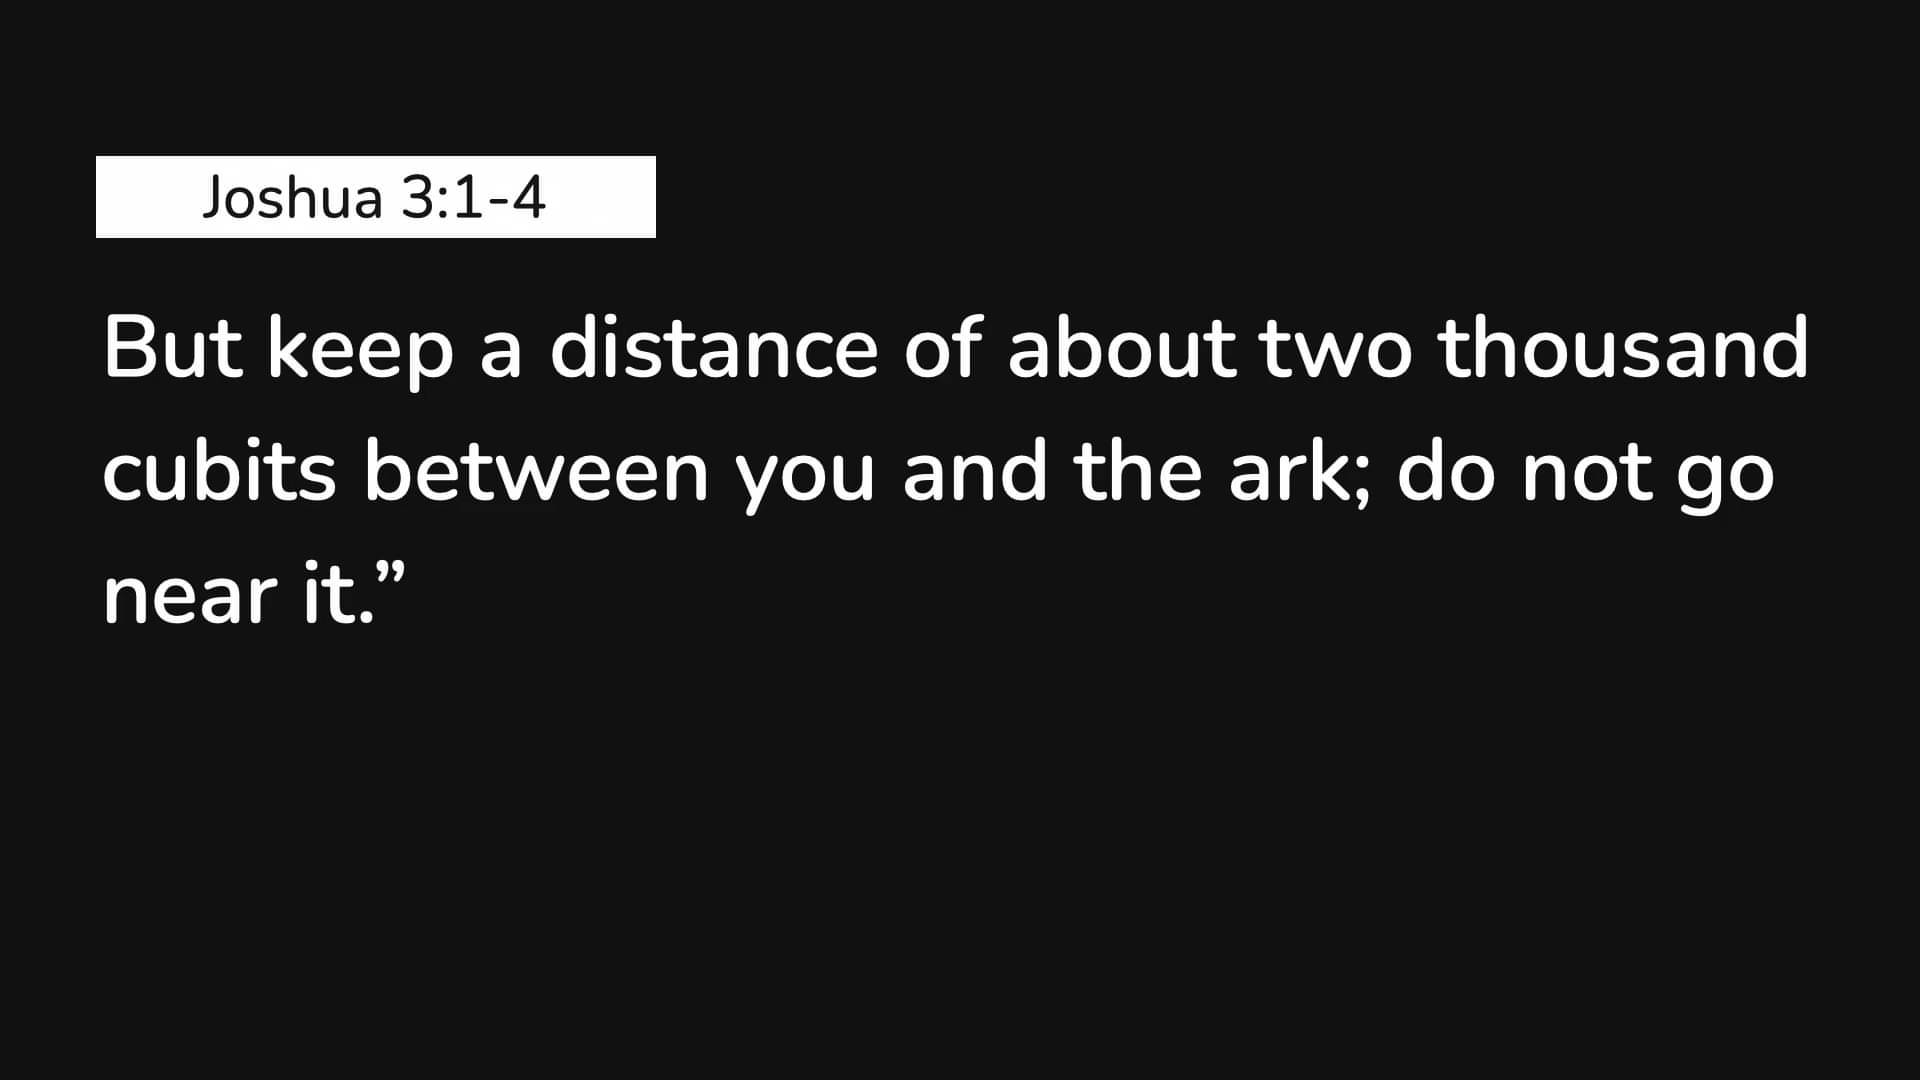 Joshua 3:1-4
But keep a distance of about two thousand
cubits between you and the ark; do not go
near it.”